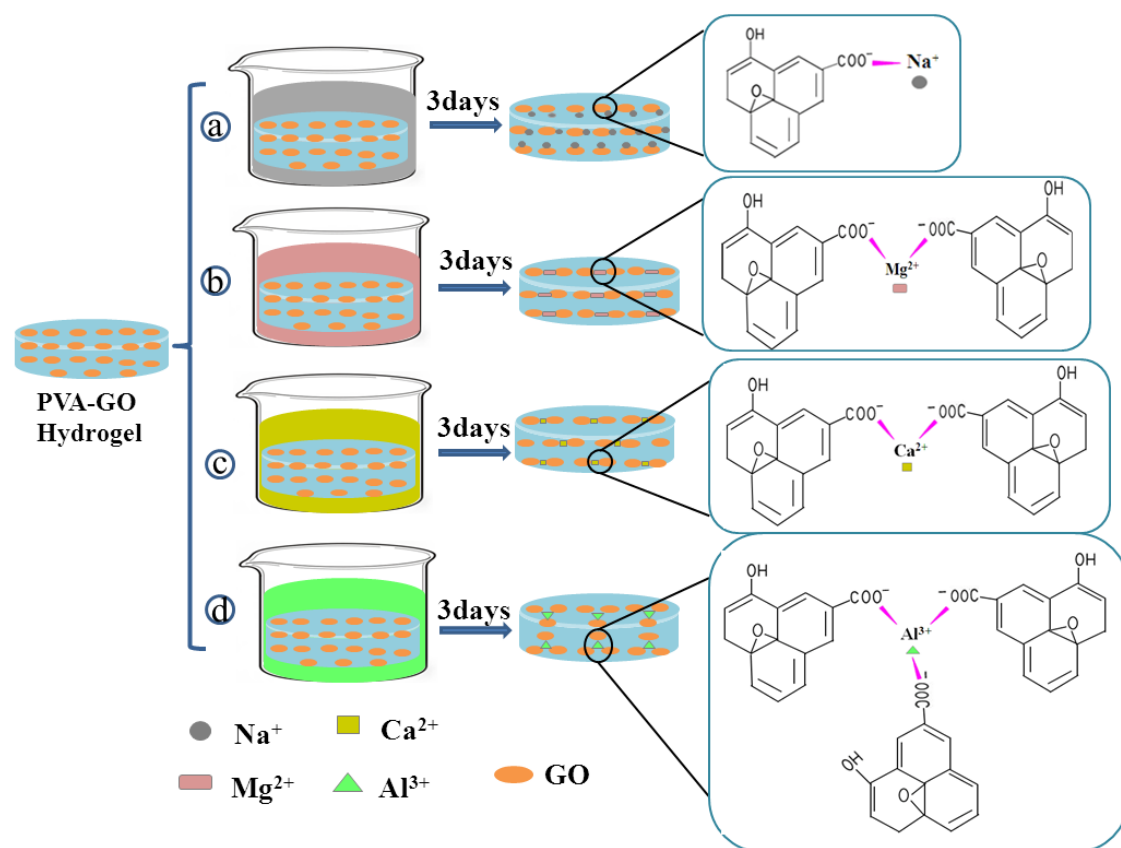 PVA-GO
Hydrogel
a
3days
OH
COO⁻
Na⁺
O
b
3days
OH
COO⁻
Mg²⁺
⁻OOC
OH
O
O
c
3days
OH
COO⁻
Ca²⁺
⁻OOC
OH
O
O
d
3days
OH
COO⁻
Al³⁺
⁻OOC
OH
O
O
⁻OOC
OH
O
Na⁺
Ca²⁺
Mg²⁺
Al³⁺
GO